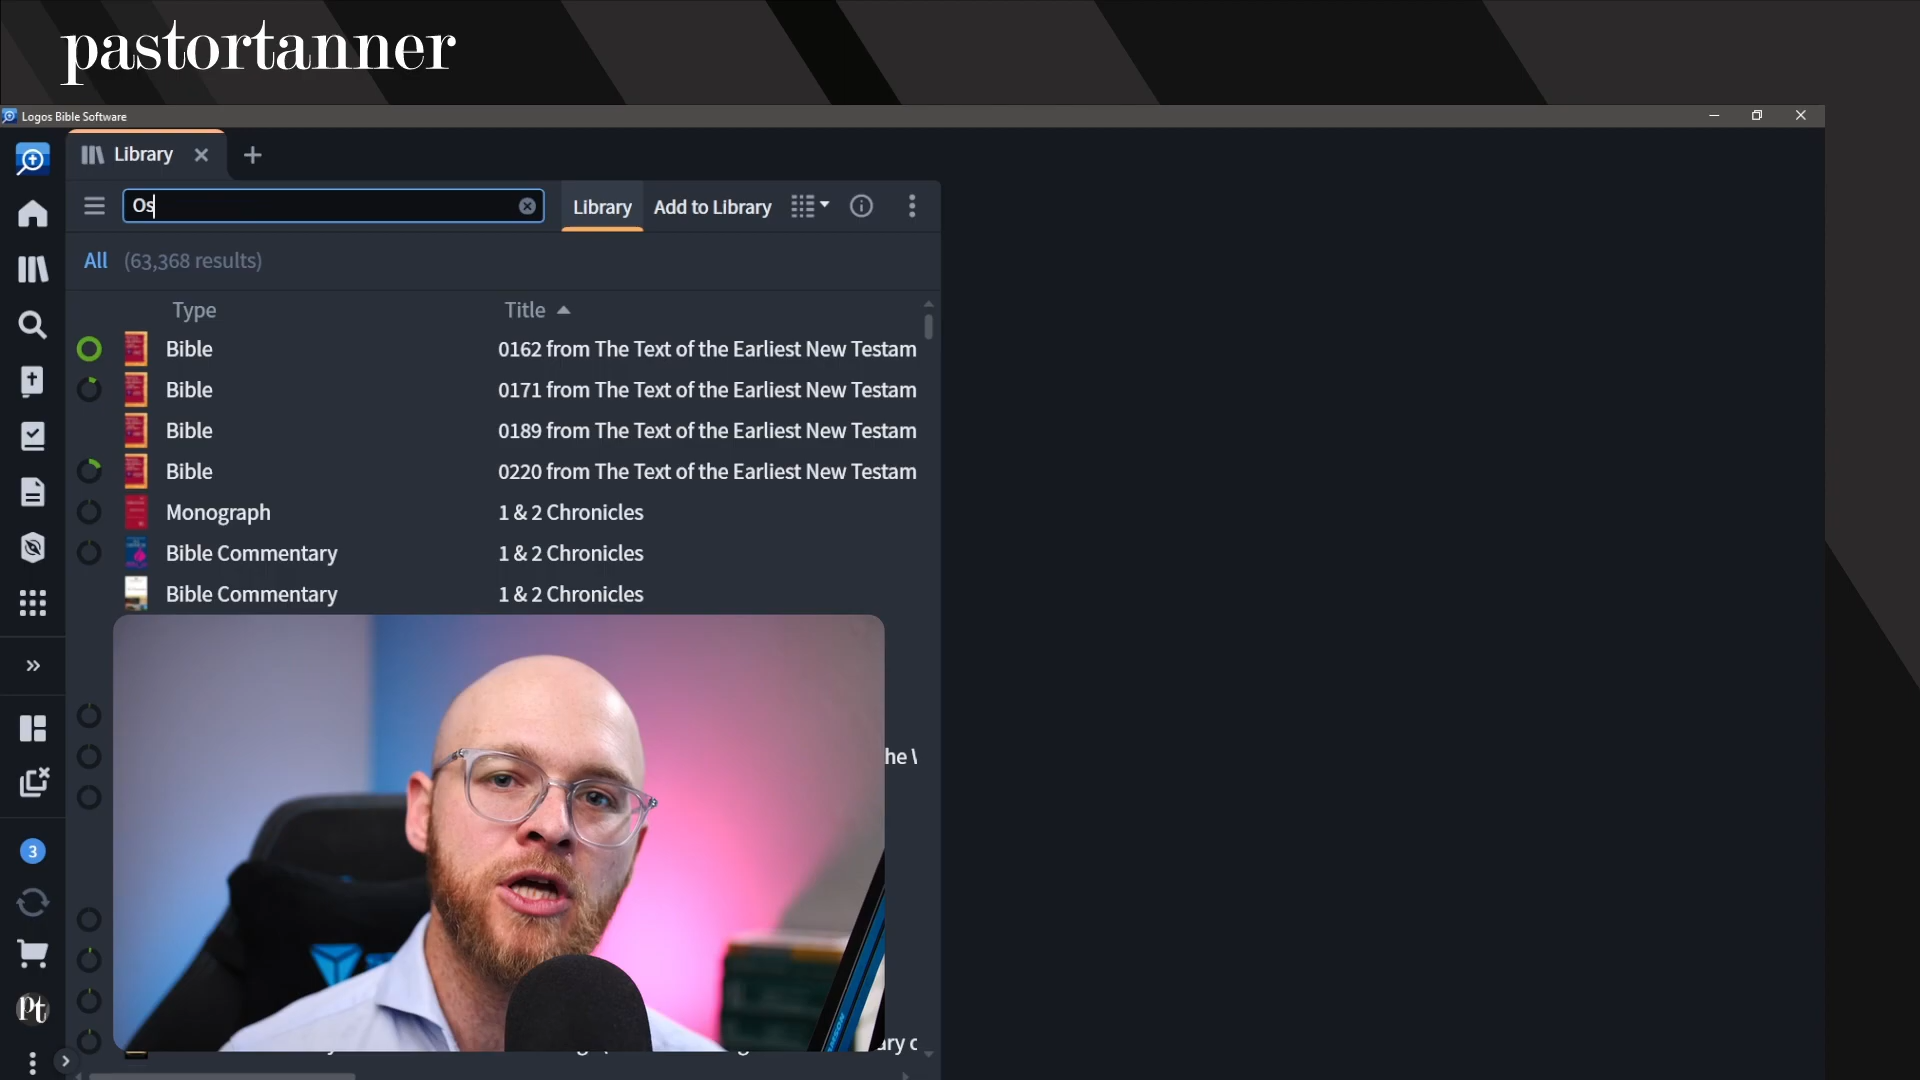 pastortanner
Logos Bible Software
Library
Os
Library
Add to Library
All (63,368 results)
Type Title
Bible 0162 from The Text of the Earliest New Testam
Bible 0171 from The Text of the Earliest New Testam
Bible 0189 from The Text of the Earliest New Testam
Bible 0220 from The Text of the Earliest New Testam
Monograph 1 & 2 Chronicles
Bible Commentary 1 & 2 Chronicles
Bible Commentary 1 & 2 Chronicles
he
3
pt
ary c